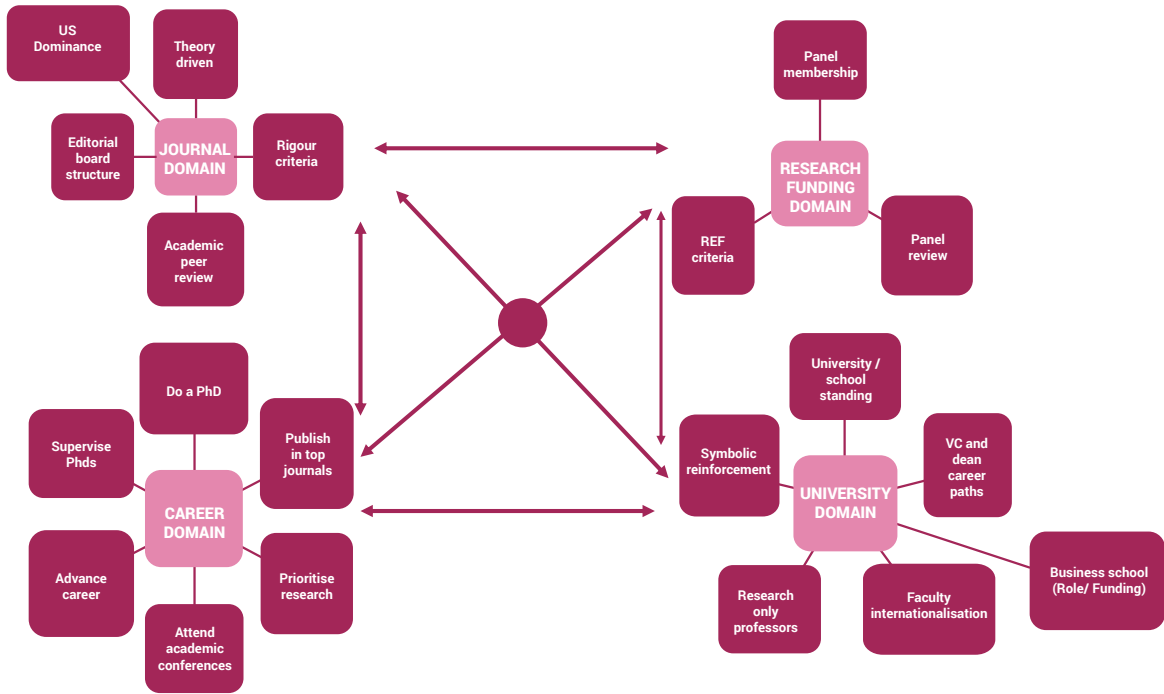 US
Dominance
Theory
driven
Editorial
board
structure
JOURNAL
DOMAIN
Rigour
criteria
Academic
peer
review
Panel
membership
RESEARCH
FUNDING
DOMAIN
REF
criteria
Panel
review
Do a PhD
Supervise
Phds
Publish
in top
journals
CAREER
DOMAIN
Advance
career
Prioritise
research
Attend
academic
conferences
University /
school
standing
Symbolic
reinforcement
VC and
dean
career
paths
UNIVERSITY
DOMAIN
Research
only
professors
Faculty
internationalisation
Business school
(Role/ Funding)